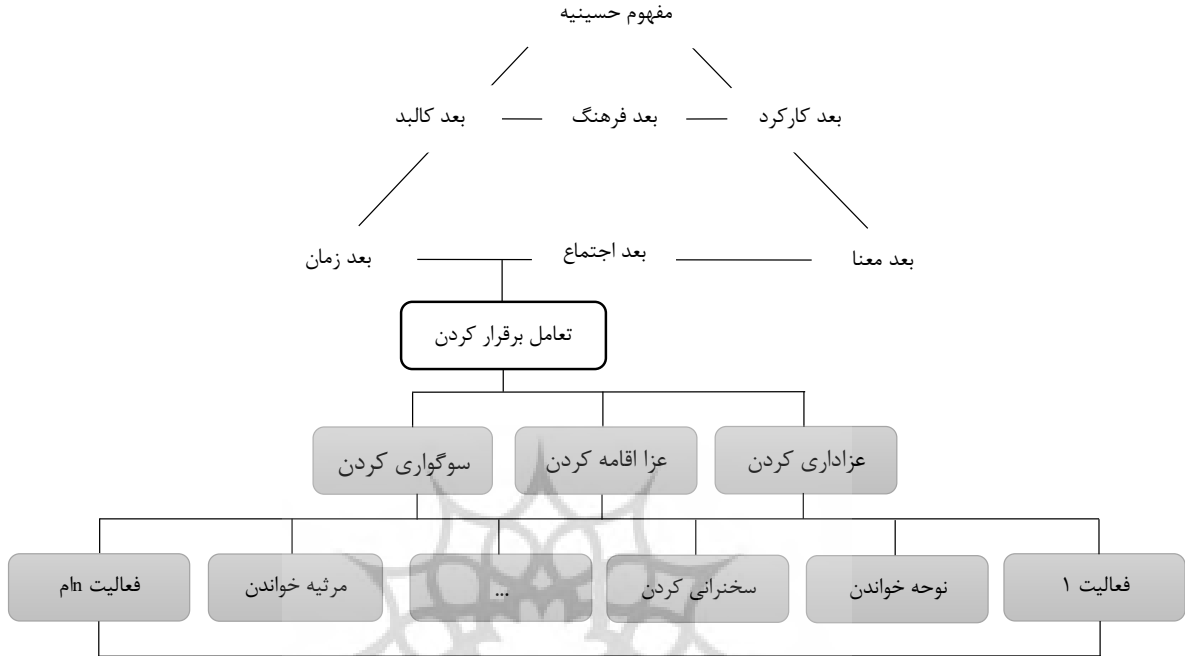 مفهوم حسینیه
بعد کارکرد
بعد فرهنگ
بعد کالبد
بعد معنا
بعد اجتماع
بعد زمان
تعامل برقرار کردن
عزاداری کردن
عزا اقامه کردن
سوگواری کردن
فعالیت ۱
نوحه خواندن
سخنرانی کردن
...
مرثیه خواندن
فعالیت nام